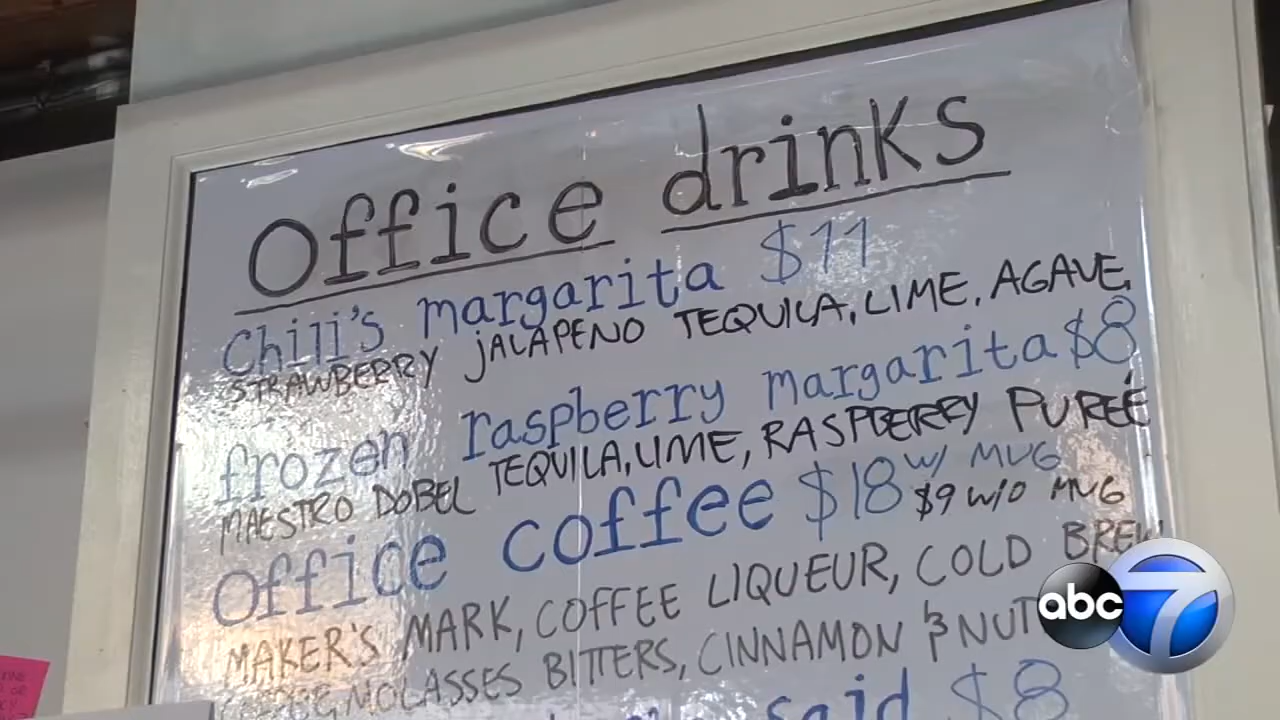 Office drinks
Chili's margarita $11
STRAWBERRY JALAPENO TEQUILA, LIME, AGAVE
frozen raspberry margarita $8
MAESTRO DOBEL TEQUILA, LIME, RASPBERRY PUREÉ
Office coffee $18 w/ MUG
$9 w/o MUG
MAKER'S MARK, COFFEE LIQUEUR, COLD BREW
MOLASSES BITTERS, CINNAMON & NUT
said $8
abc 7
OR